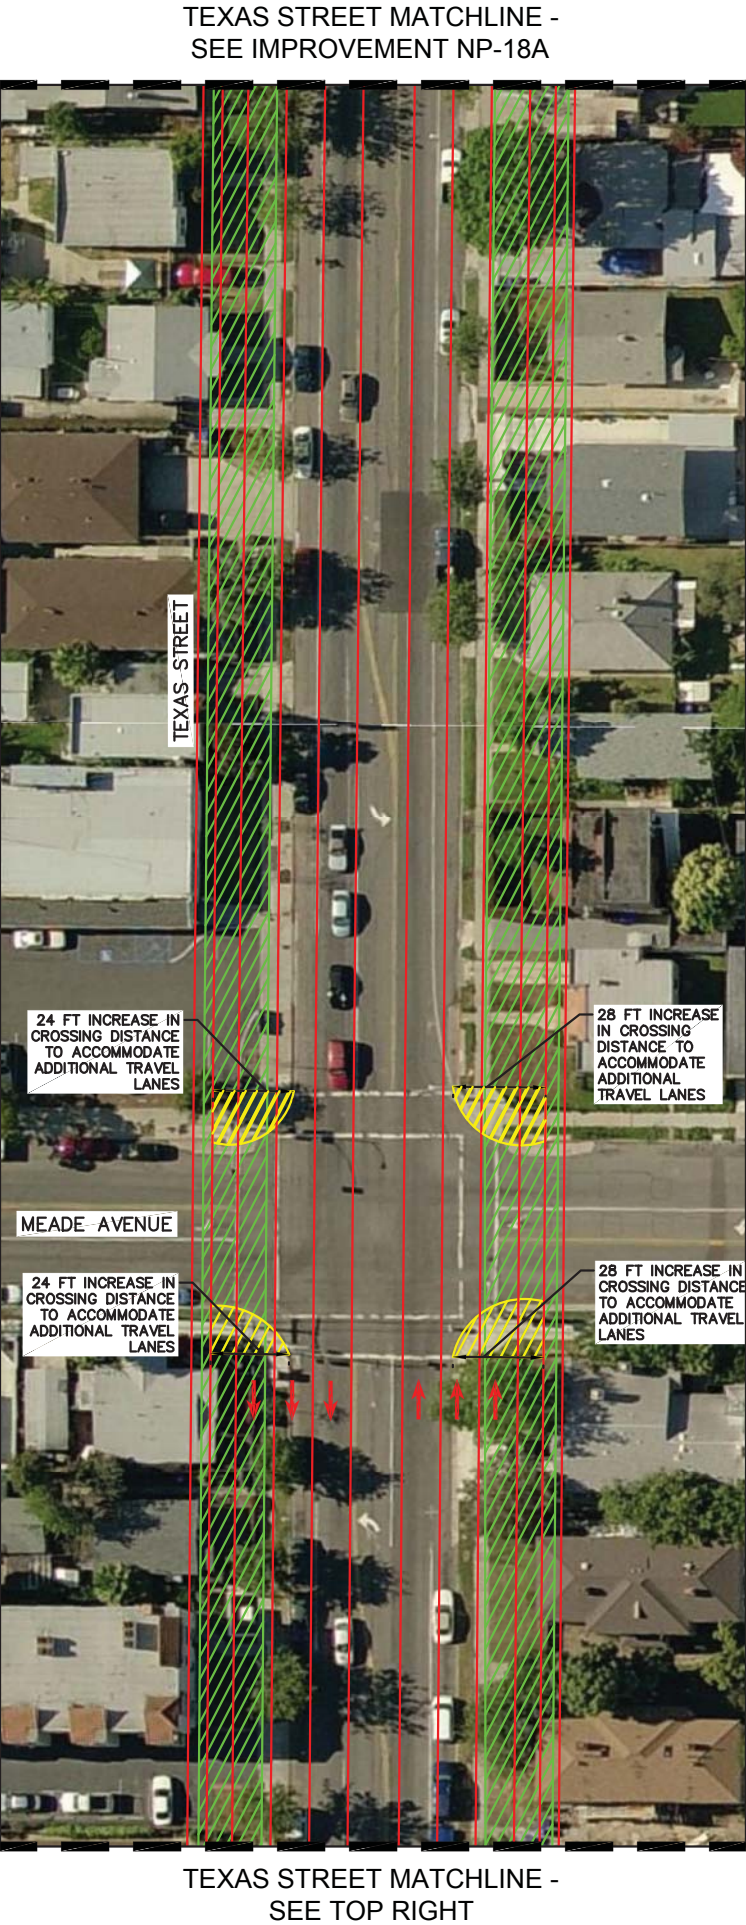 TEXAS STREET MATCHLINE -
SEE IMPROVEMENT NP-18A
TEXAS STREET
24 FT INCREASE IN
CROSSING DISTANCE
TO ACCOMMODATE
ADDITIONAL TRAVEL
LANES
28 FT INCREASE
IN CROSSING
DISTANCE TO
ACCOMMODATE
ADDITIONAL
TRAVEL LANES
MEADE AVENUE
24 FT INCREASE IN
CROSSING DISTANCE
TO ACCOMMODATE
ADDITIONAL TRAVEL
LANES
28 FT INCREASE IN
CROSSING DISTANCE
TO ACCOMMODATE
ADDITIONAL TRAVEL
LANES
TEXAS STREET MATCHLINE -
SEE TOP RIGHT